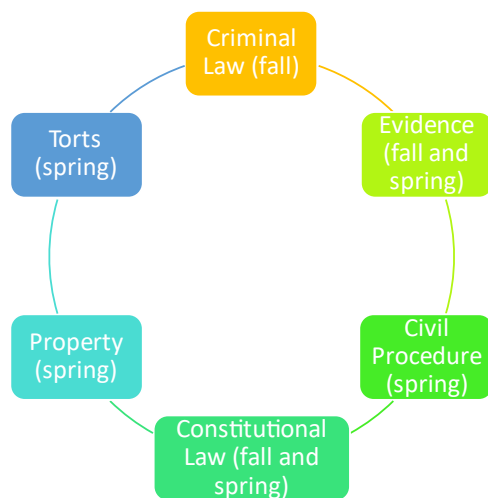 Criminal
Law (fall)
Evidence
(fall and
spring)
Civil
Procedure
(spring)
Constitutional
Law (fall and
spring)
Property
(spring)
Torts
(spring)